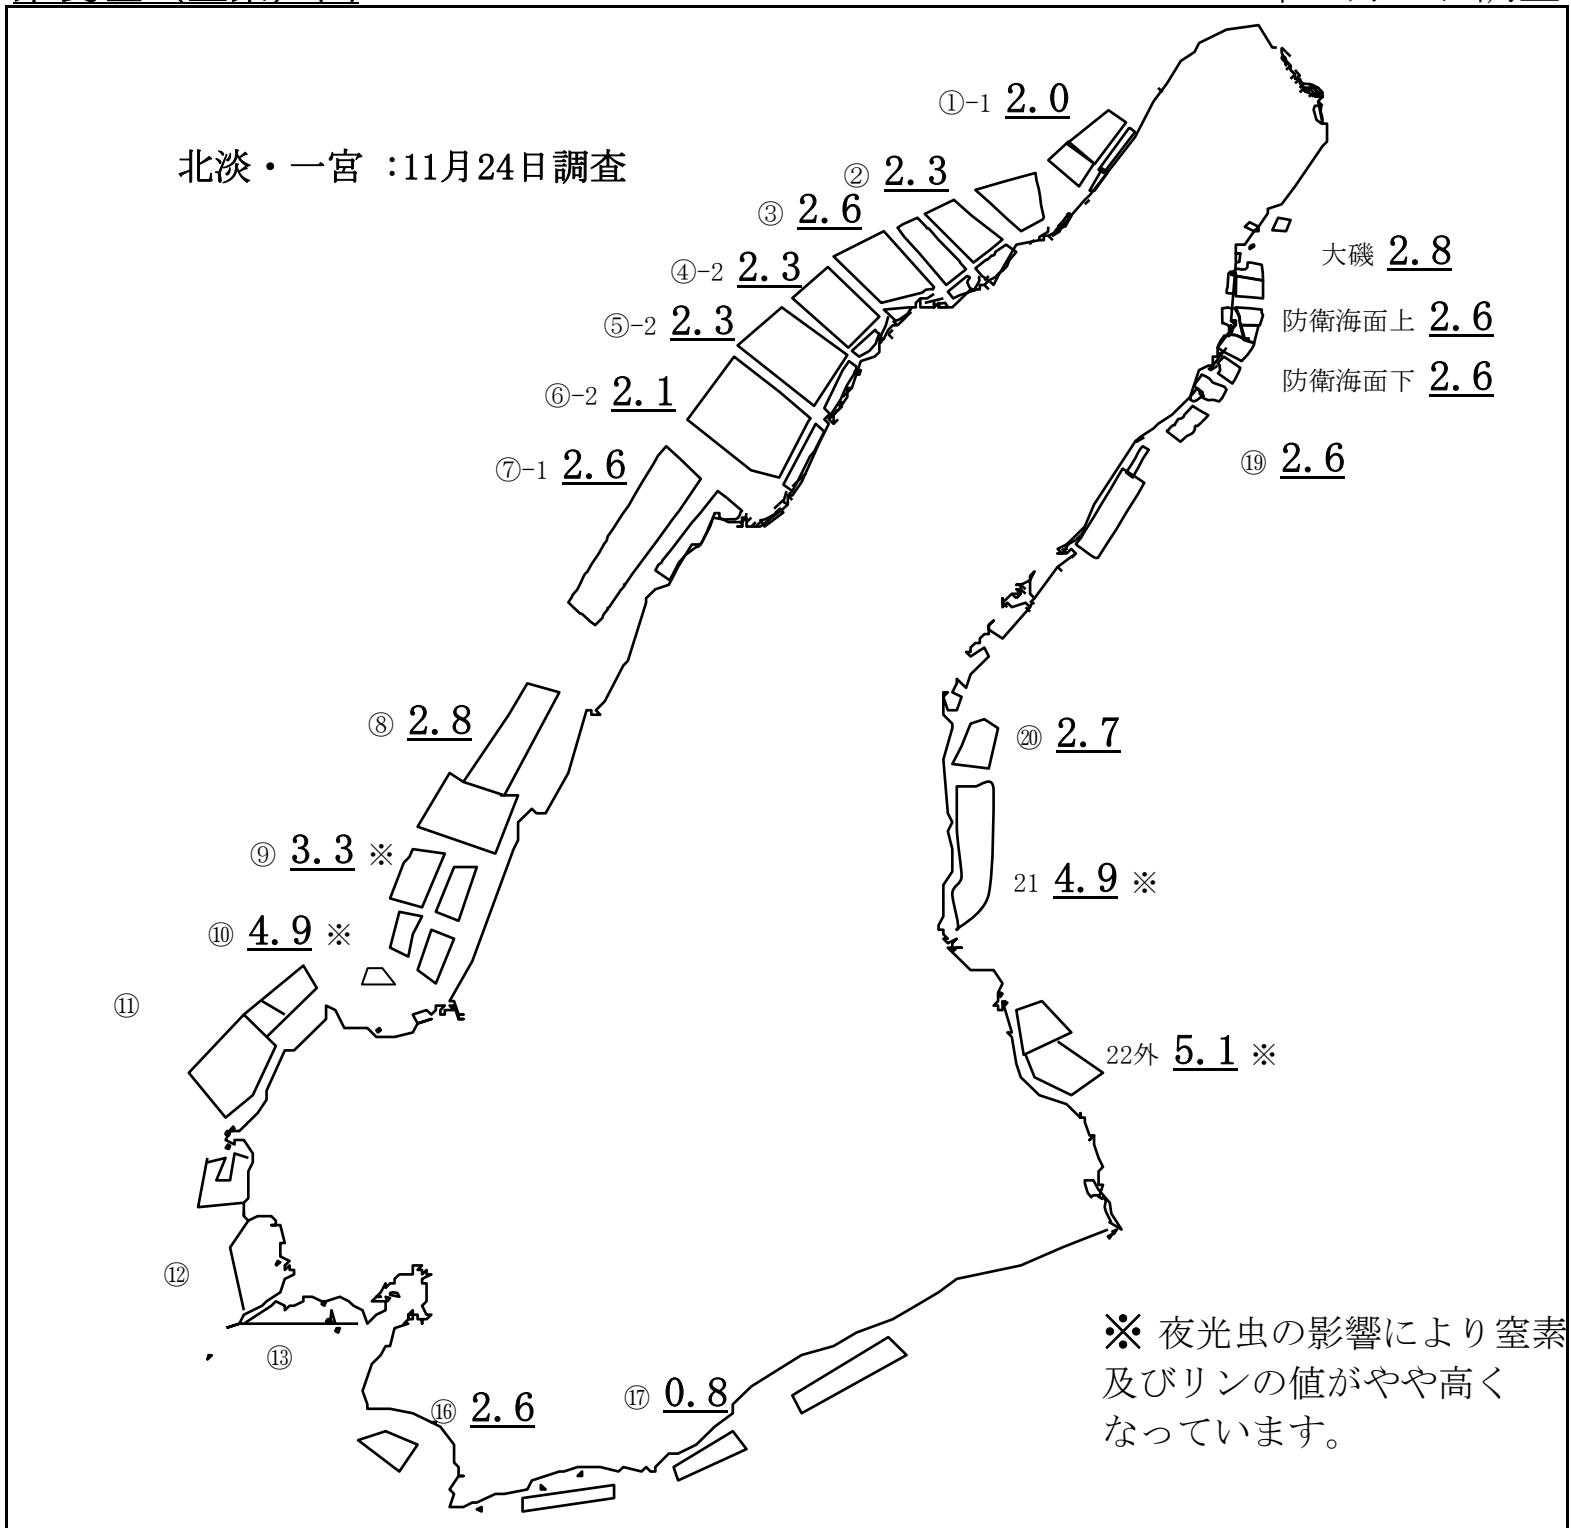 北淡・一宮 :11月24日調査
①-1 2.0
② 2.3
③ 2.6
④-2 2.3
⑤-2 2.3
⑥-2 2.1
⑦-1 2.6
大磯 2.8
防衛海面上 2.6
防衛海面下 2.6
⑲ 2.6
⑧ 2.8
⑳ 2.7
⑨ 3.3 ※
21 4.9 ※
⑩ 4.9 ※
⑪
22外 5.1 ※
⑫
⑬
⑯ 2.6
⑰ 0.8
※ 夜光虫の影響により窒素
及びリンの値がやや高く
なっています。